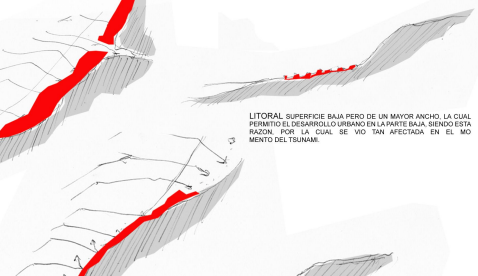 LITORAL SUPERFICIE BAJA PERO DE UN MAYOR ANCHO, LA CUAL
PERMITIO EL DESARROLLO URBANO EN LA PARTE BAJA, SIENDO ESTA
RAZON, POR LA CUAL SE VIO TAN AFECTADA EN EL MO
MENTO DEL TSUNAMI.